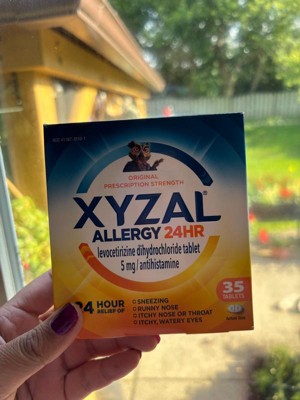 ORIGINAL
PRESCRIPTION STRENGTH
XYZAL®
ALLERGY 24HR
levocetirizine dihydrochloride tablet
5 mg/antihistamine
35
TABLETS
24 HOUR
RELIEF OF
SNEEZING
RUNNY NOSE
ITCHY NOSE OR THROAT
ITCHY, WATERY EYES